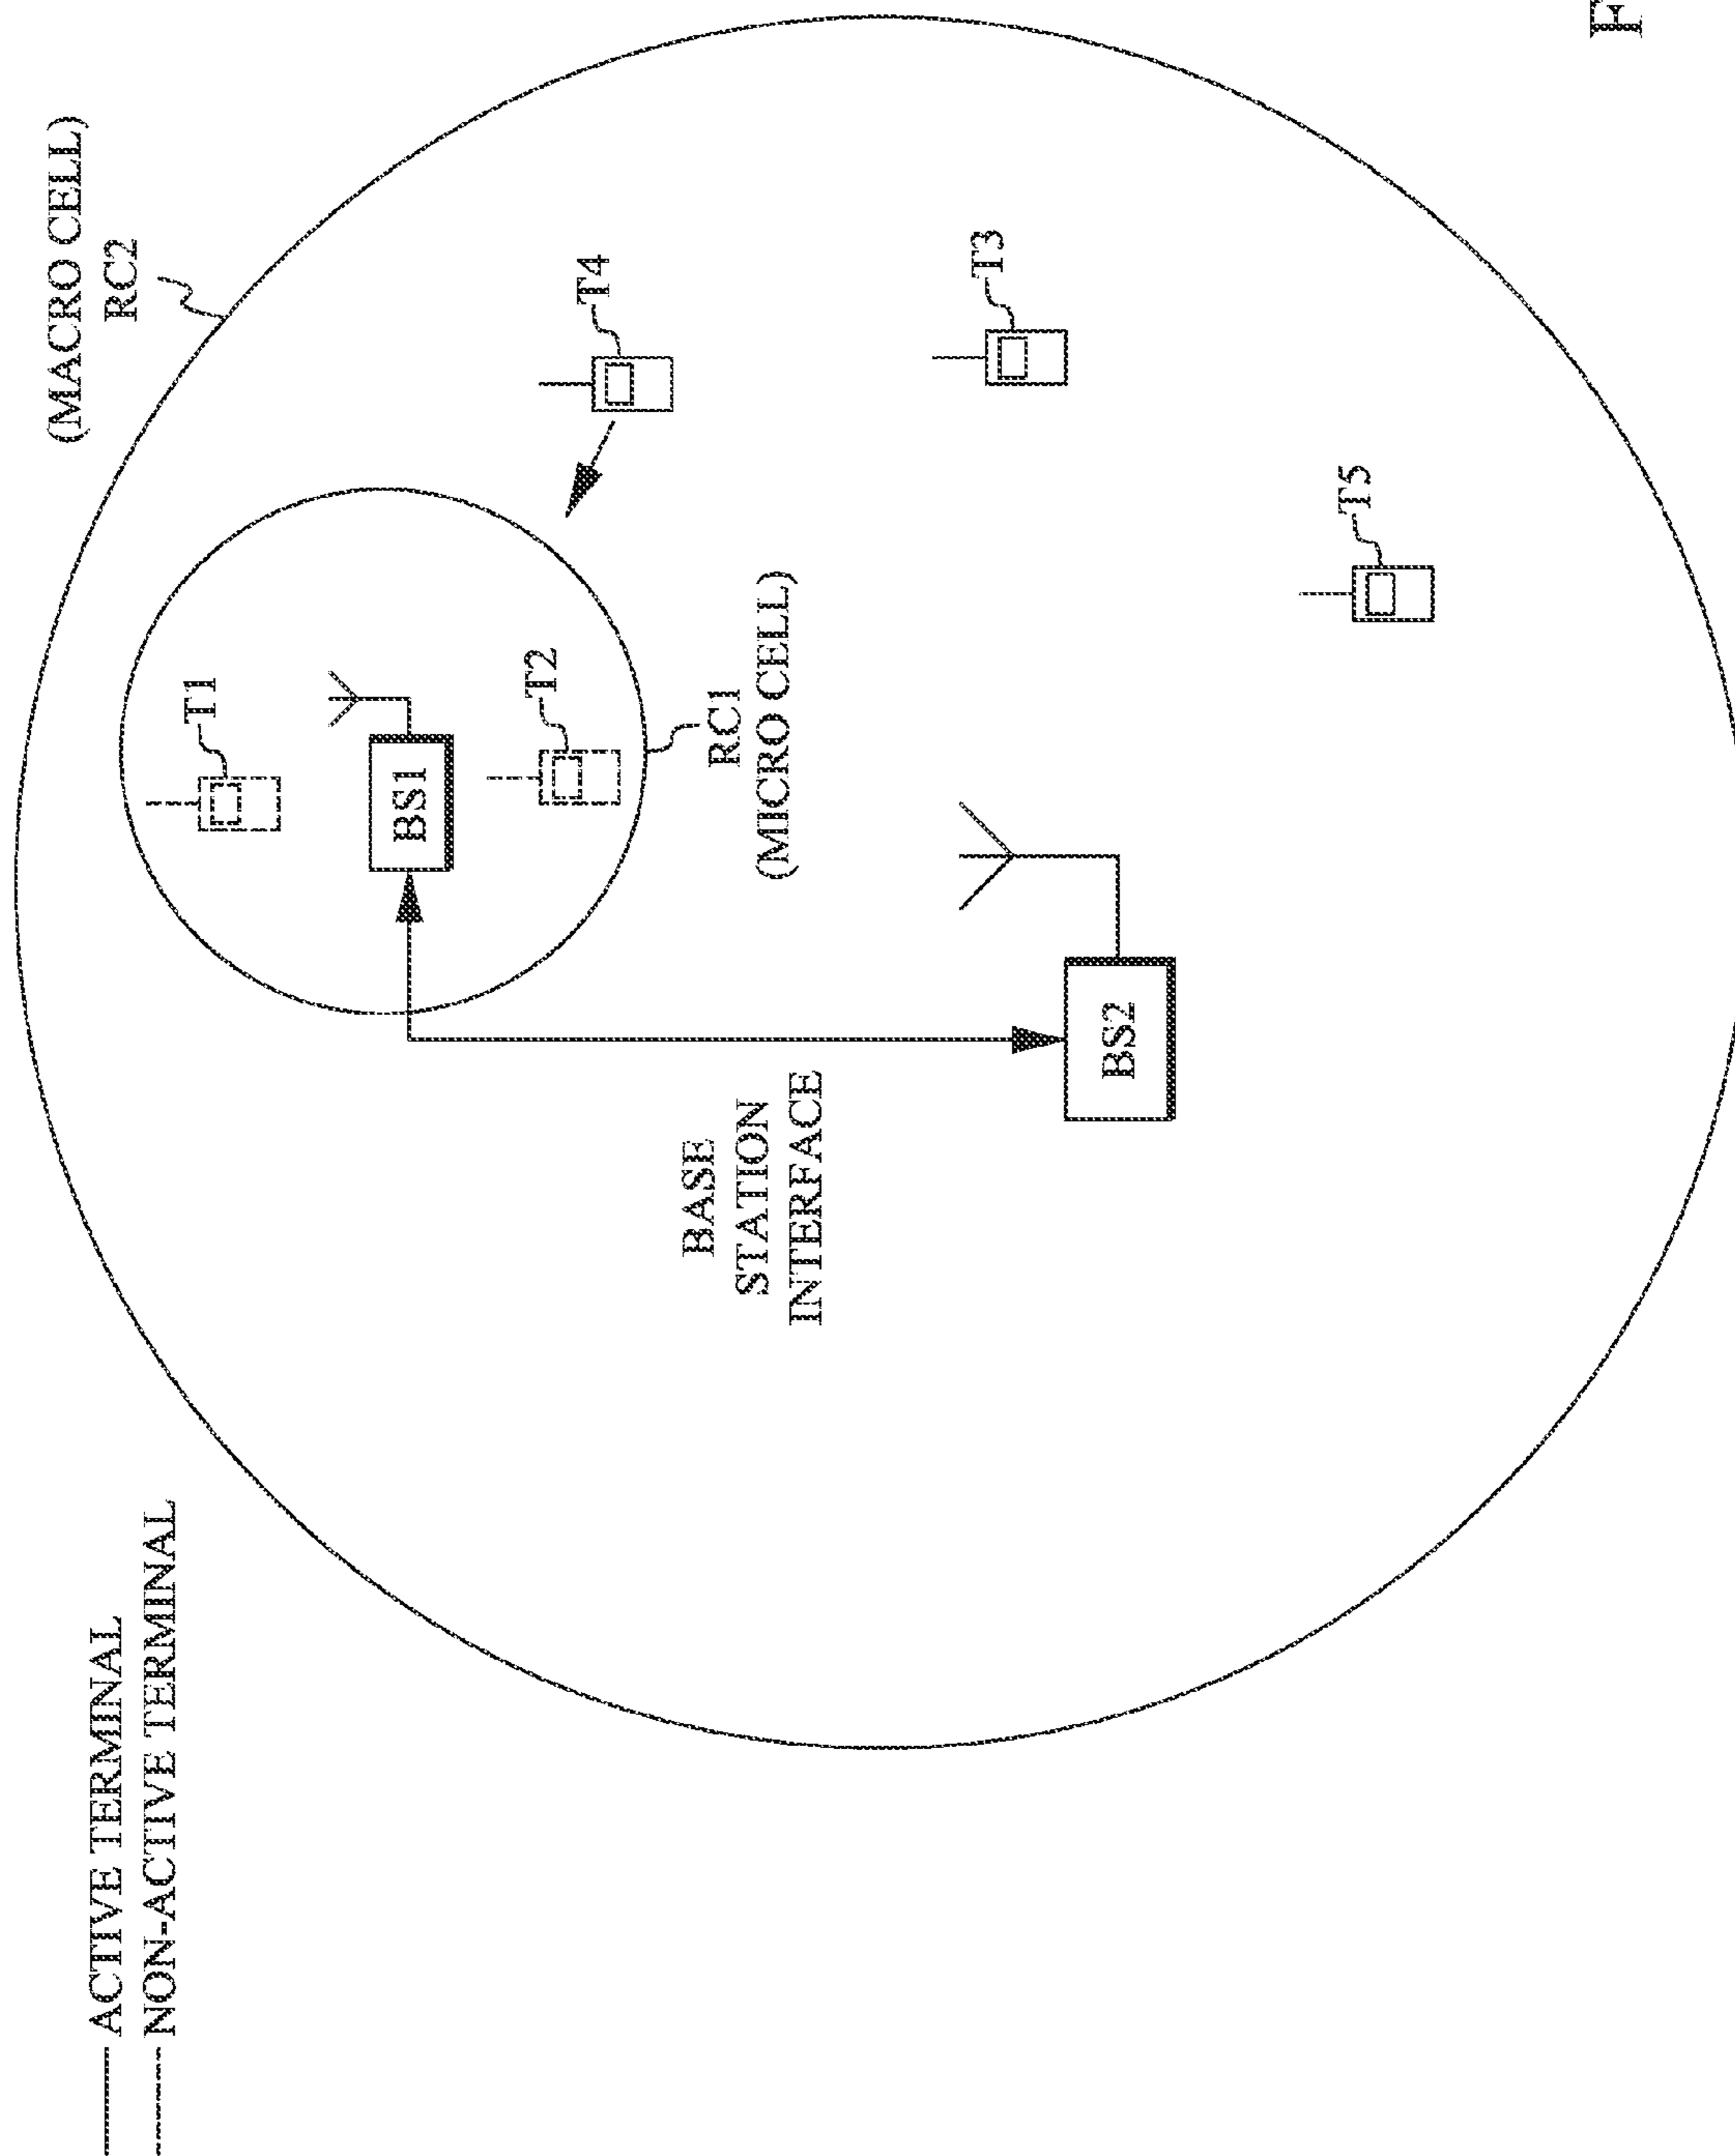 ACTIVE TERMINAL
NON-ACTIVE TERMINAL
(MACRO CELL)
RC2
T1
BS1
T2
T4
RC1
(MICRO CELL)
BASE
STATION
INTERFACE
T3
BS2
T5